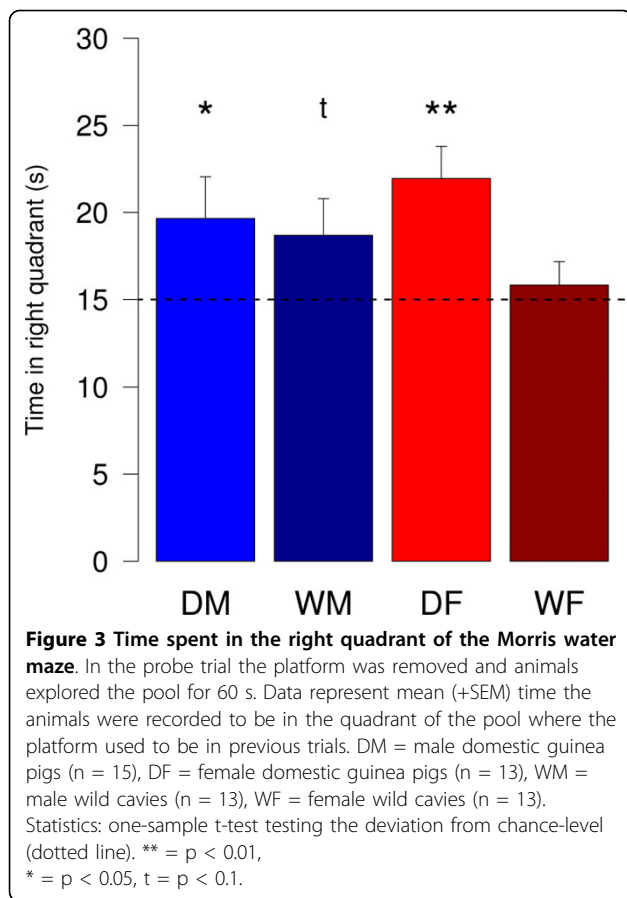 30
25
20
15
10
5
0
Time in right quadrant (s)
* t **
DM WM DF WF
Figure 3 Time spent in the right quadrant of the Morris water
maze. In the probe trial the platform was removed and animals
explored the pool for 60 s. Data represent mean (+SEM) time the
animals were recorded to be in the quadrant of the pool where the
platform used to be in previous trials. DM = male domestic guinea
pigs (n = 15), DF = female domestic guinea pigs (n = 13), WM =
male wild cavies (n = 13), WF = female wild cavies (n = 13).
Statistics: one-sample t-test testing the deviation from chance-level
(dotted line). ** = p < 0.01,
* = p < 0.05, t = p < 0.1.